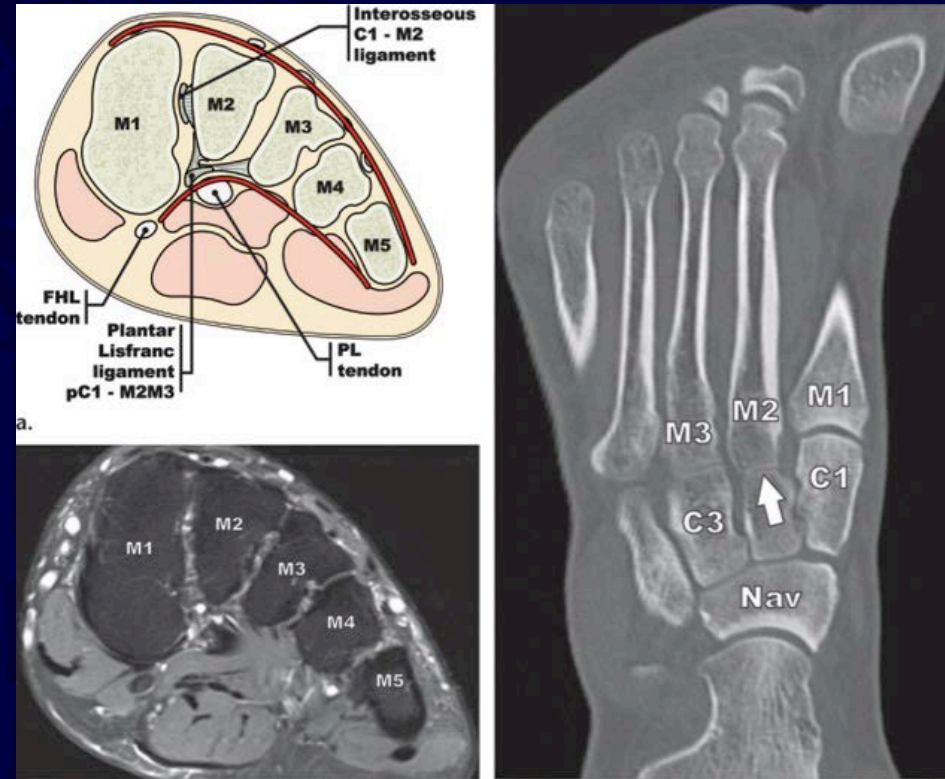 Interosseous
C1 - M2
ligament
M1
M2
M3
M4
M5
FHL
tendon
Plantar
Lisfranc
ligament
pC1 - M2M3
PL
tendon
a.
M1
M2
M3
M4
M5
M3
M2
M1
C3
C1
Nav